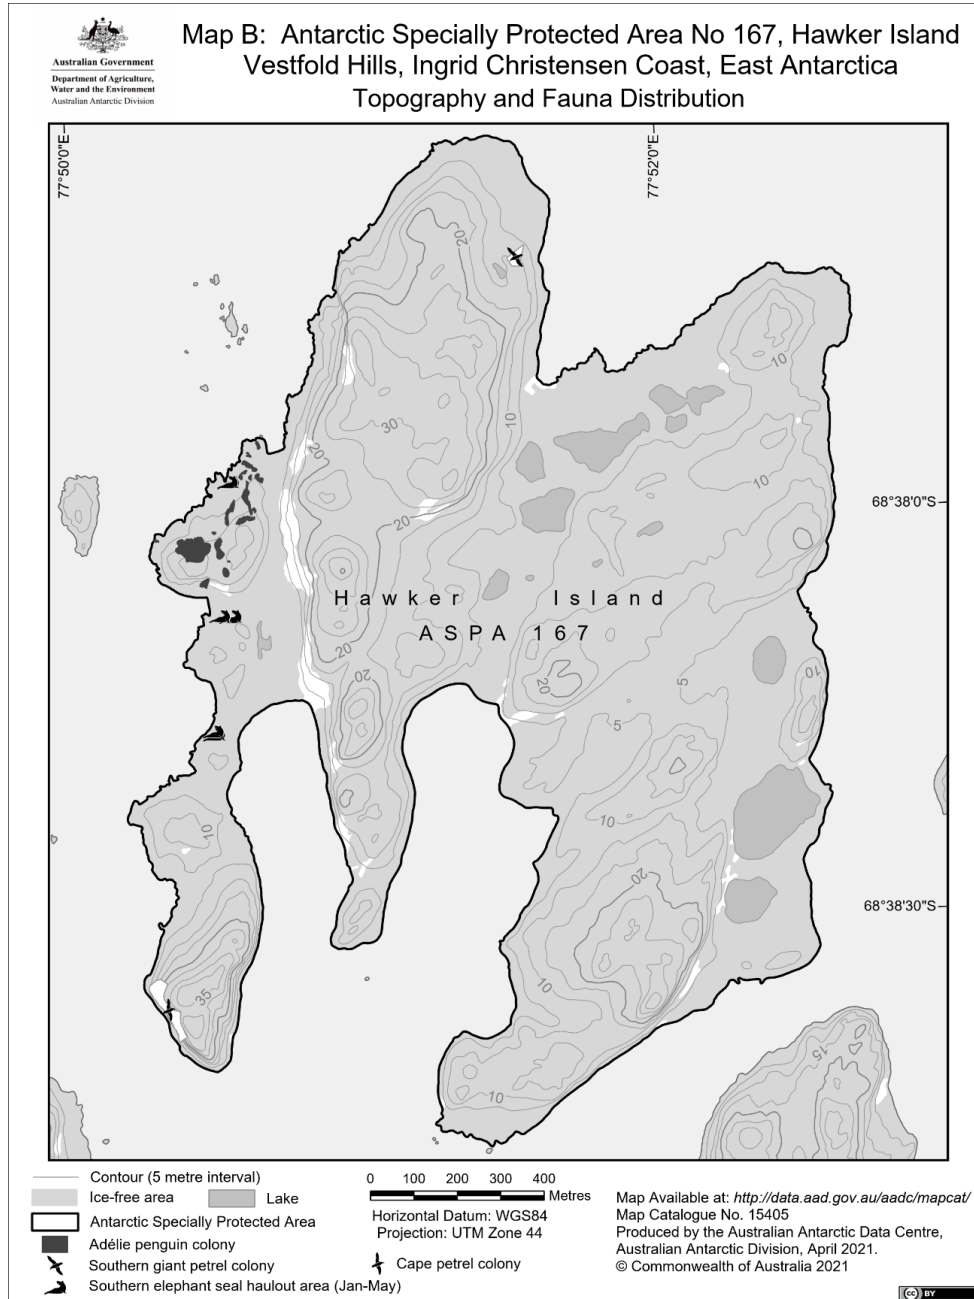 Australian Government
Department of Agriculture,
Water and the Environment
Australian Antarctic Division
Map B:  Antarctic Specially Protected Area No 167, Hawker Island
Vestfold Hills, Ingrid Christensen Coast, East Antarctica
Topography and Fauna Distribution
77°50'0"E
77°52'0"E
20
10
10
30
20
10
68°38'0"S
20
Hawker Island
ASPA 167
20
20
20
5
10
5
10
10
20
68°38'30"S
35
10
10
15
Contour (5 metre interval)
Ice-free area
Lake
Antarctic Specially Protected Area
Adélie penguin colony
Southern giant petrel colony
Southern elephant seal haulout area (Jan-May)
0 100 200 300 400
Metres
Horizontal Datum: WGS84
Projection: UTM Zone 44
Cape petrel colony
Map Available at: http://data.aad.gov.au/aadc/mapcat/
Map Catalogue No. 15405
Produced by the Australian Antarctic Data Centre,
Australian Antarctic Division, April 2021.
© Commonwealth of Australia 2021
cc BY